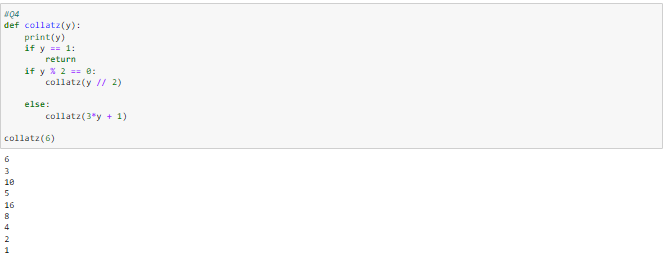 #Q4
def collatz(y):
    print(y)
    if y == 1:
        return
    if y % 2 == 0:
        collatz(y // 2)

    else:
        collatz(3*y + 1)

collatz(6)
6
3
10
5
16
8
4
2
1